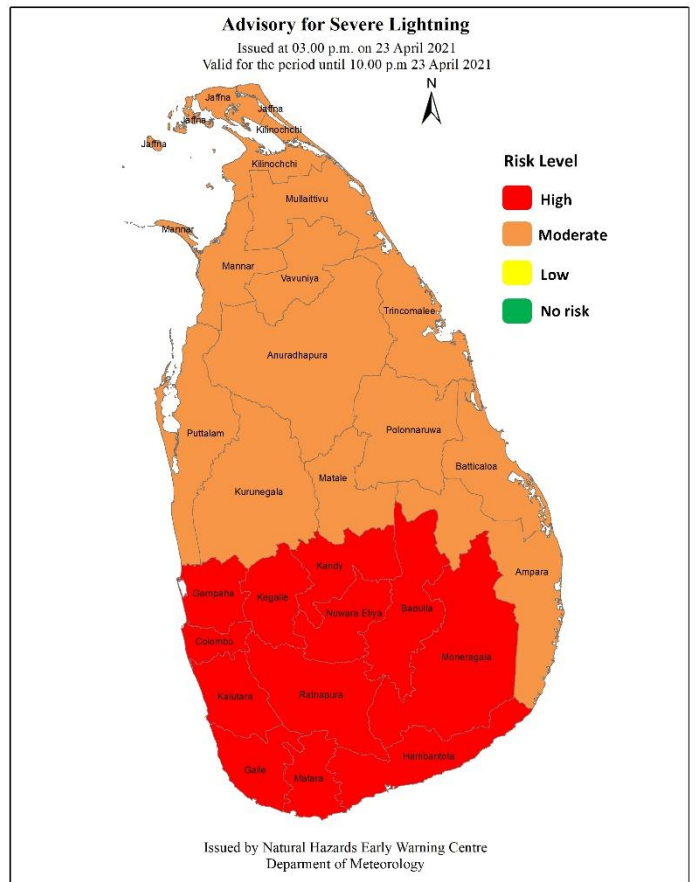 Advisory for Severe Lightning
Issued at 03.00 p.m. on 23 April 2021
Valid for the period until 10.00 p.m 23 April 2021
N
Jaffna
Jaffna
Jaffna
Kilinochchi
Jaffna
Kilinochchi
Risk Level
High
Mullaittivu
Mannar
Moderate
Mannar
Vavuniya
Low
Trincomalee
No risk
Anuradhapura
Puttalam
Polonnaruwa
Batticaloa
Kurunegala
Matale
Kandy
Ampara
Gampaha
Kegalle
Nuwara Eliya
Badulla
Colombo
Moneragala
Kalutara
Ratnapura
Hambantota
Galle
Matara
Issued by Natural Hazards Early Warning Centre
Deparment of Meteorology